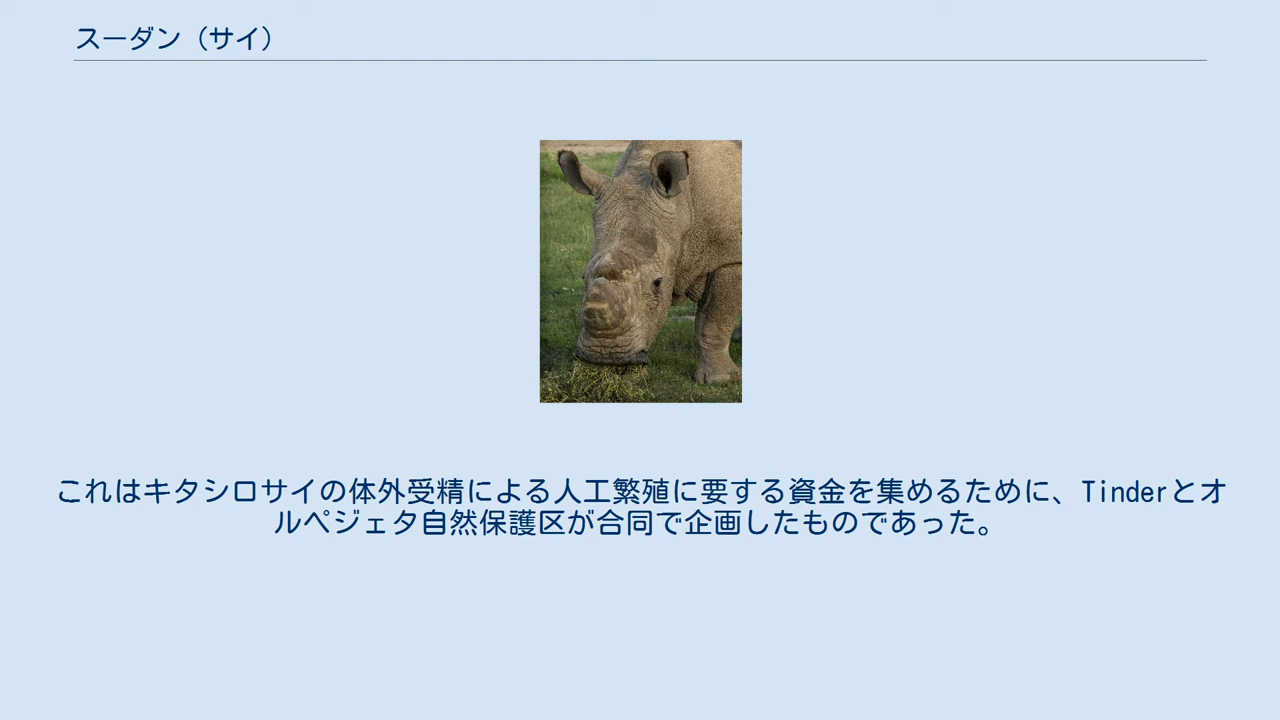 スーダン（サイ）
これはキタシロサイの体外受精による人工繁殖に要する資金を集めるために、Tinderとオ
ルペジェタ自然保護区が合同で企画したものであった。